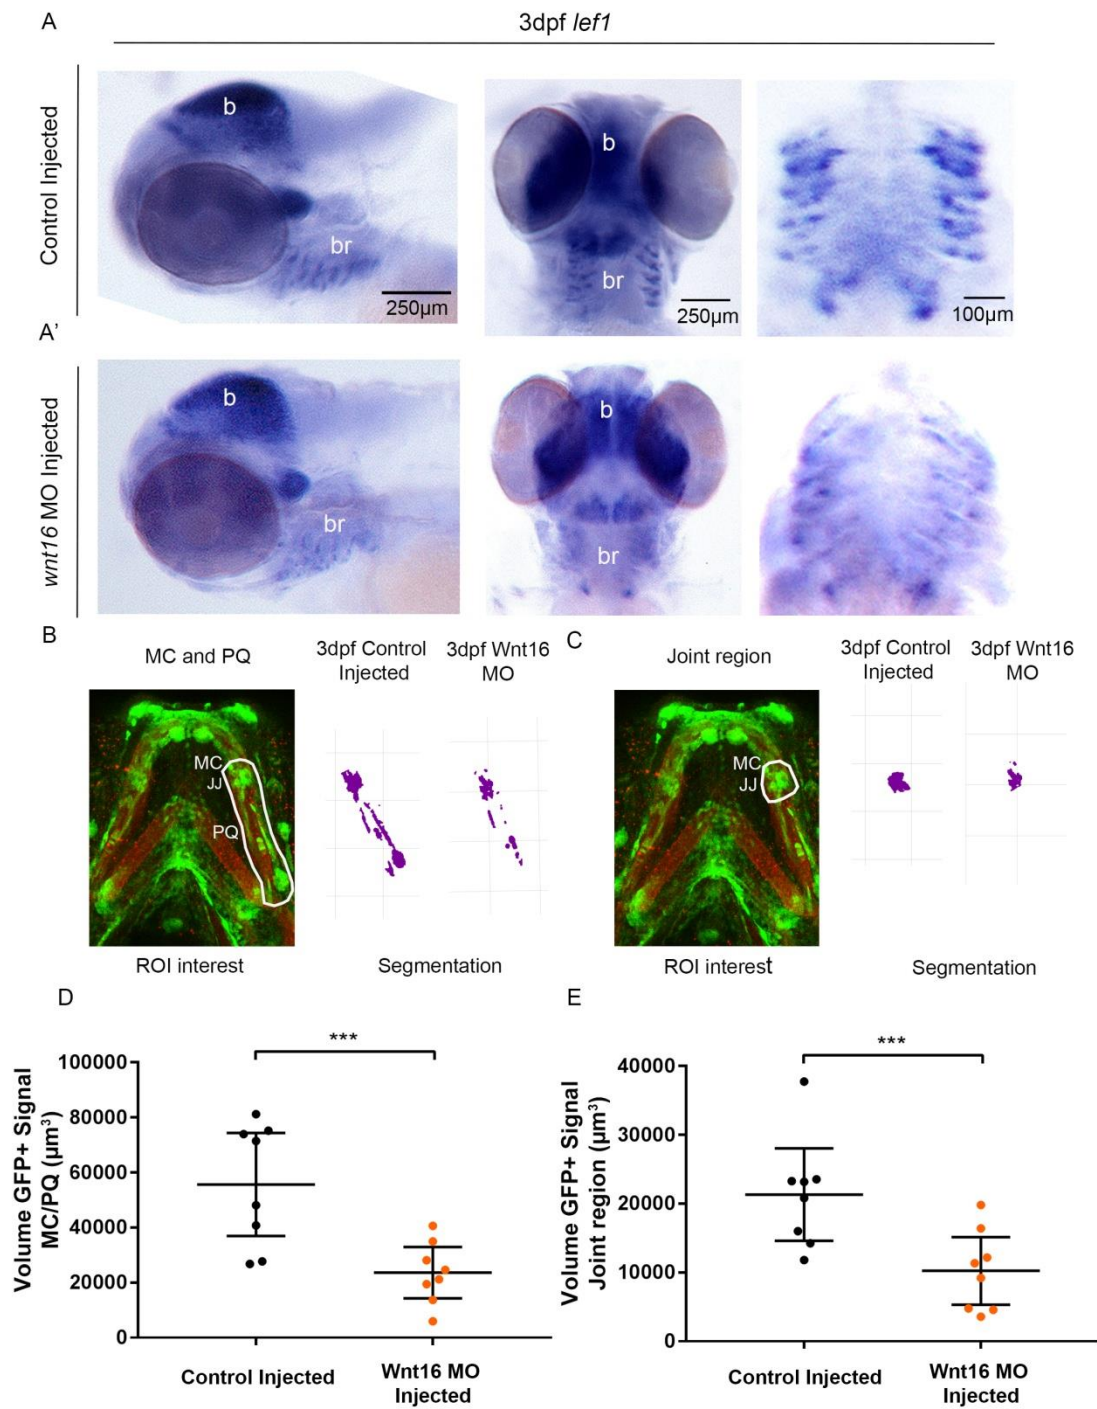 A
3dpf lef1
Control Injected
b
br
250µm
b
br
250µm
100µm
A'
wnt16 MO Injected
b
br
b
br
B
MC and PQ
3dpf Control
Injected
3dpf Wnt16
MO
MC
JJ
PQ
ROI interest
Segmentation
C
Joint region
3dpf Control
Injected
3dpf Wnt16
MO
MC
JJ
ROI interest
Segmentation
D
***
Volume GFP+ Signal
MC/PQ (µm³)
100000
80000
60000
40000
20000
0
Control Injected
Wnt16 MO
Injected
E
***
Volume GFP+ Signal
Joint region (µm³)
40000
30000
20000
10000
0
Control Injected
Wnt16 MO
Injected